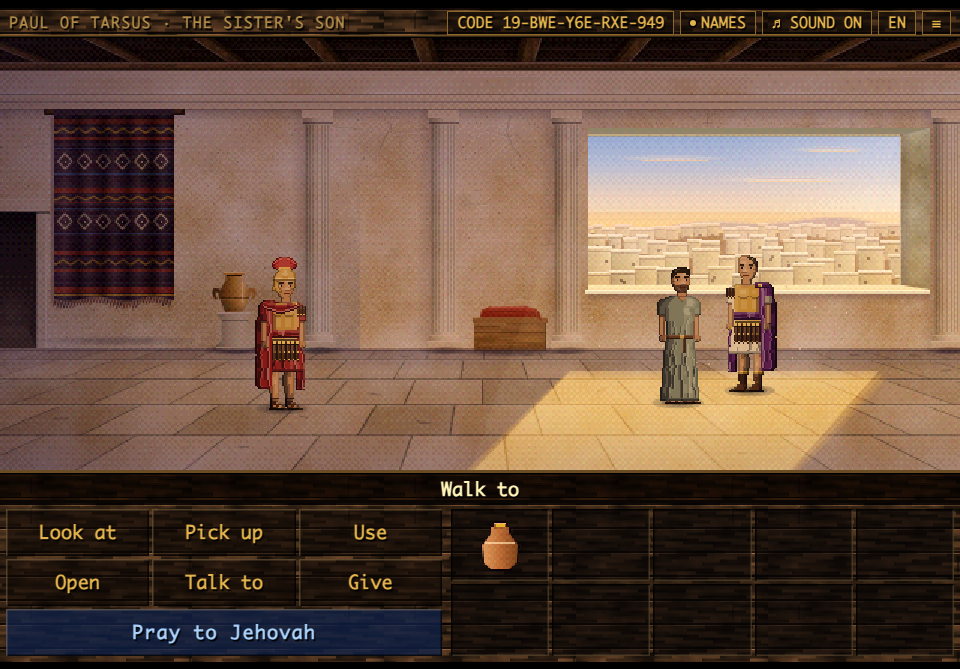 PAUL OF TARSUS · THE SISTER'S SON
CODE 19-BWE-Y6E-RXE-949
• NAMES
♬ SOUND ON
EN
≡
Walk to
Look at
Pick up
Use
Open
Talk to
Give
Pray to Jehovah